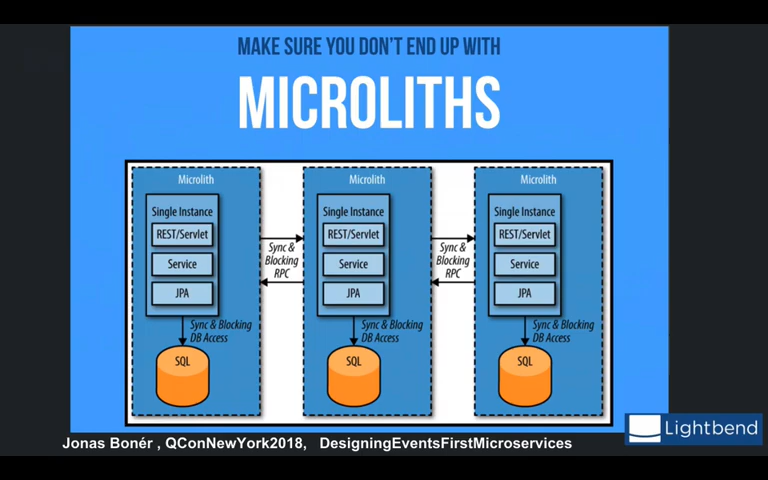 MAKE SURE YOU DON'T END UP WITH
MICROLITHS
Microlith
Single Instance
REST/Servlet
Service
JPA
Sync & Blocking
DB Access
SQL
Sync &
Blocking
RPC
Microlith
Single Instance
REST/Servlet
Service
JPA
Sync & Blocking
DB Access
SQL
Sync &
Blocking
RPC
Microlith
Single Instance
REST/Servlet
Service
JPA
Sync & Blocking
DB Access
SQL
Jonas Bonér , QConNewYork2018, DesigningEventsFirstMicroservices
Lightbend